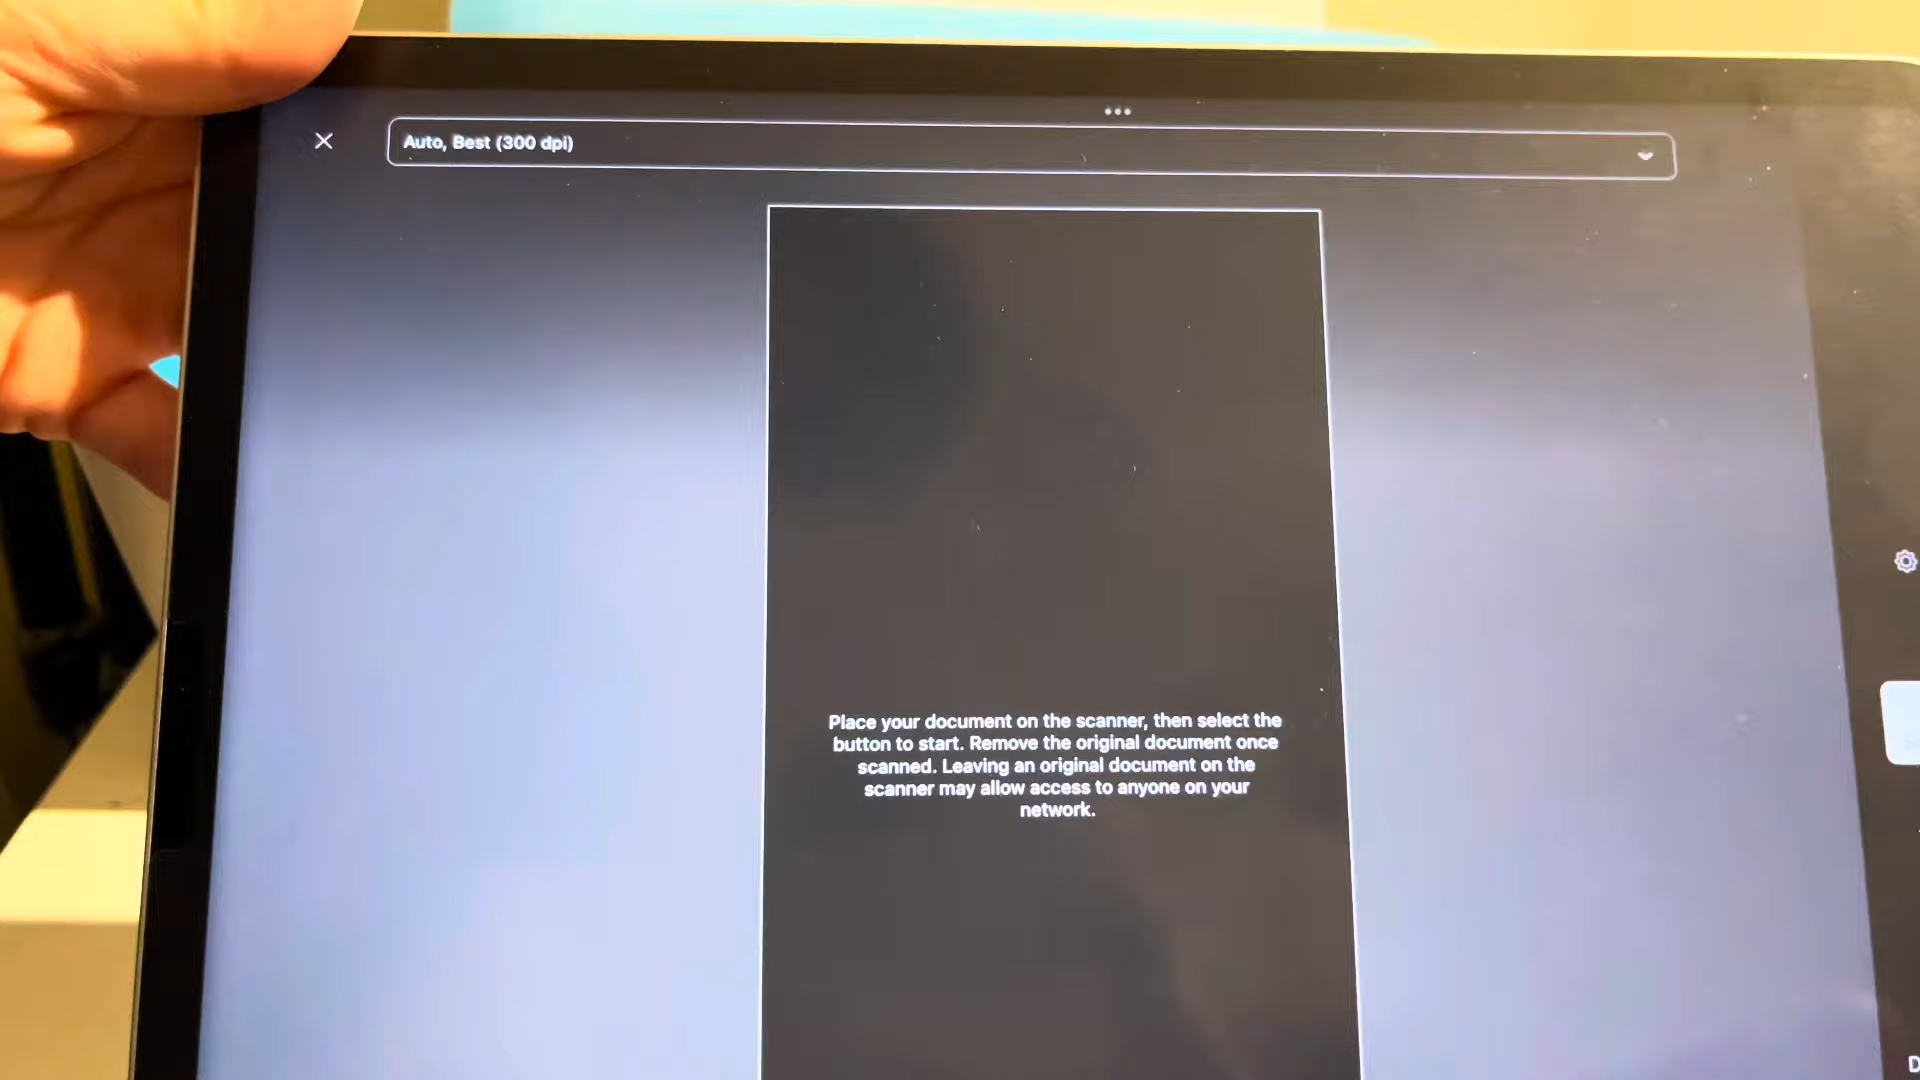 Auto, Best (300 dpi)
Place your document on the scanner, then select the
button to start. Remove the original document once
scanned. Leaving an original document on the
scanner may allow access to anyone on your
network.